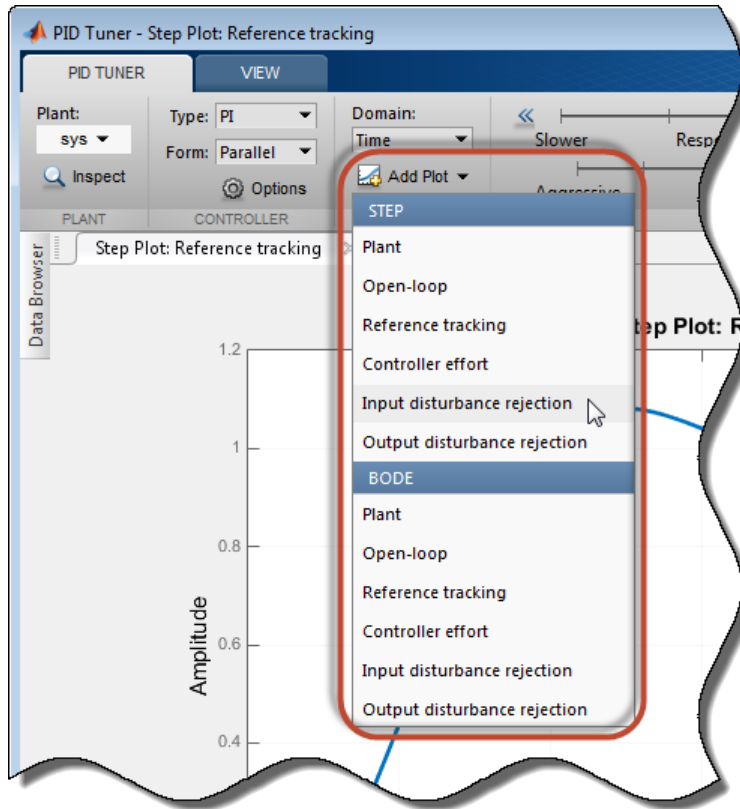 PID Tuner - Step Plot: Reference tracking
PID TUNER
VIEW
Plant:
sys
Inspect
PLANT
Type: PI
Form: Parallel
Options
CONTROLLER
Domain:
Time
Add Plot
Slower
Aggressive
Data Browser
Step Plot: Reference tracking
STEP
Plant
Open-loop
Reference tracking
Controller effort
Input disturbance rejection
Output disturbance rejection
BODE
Plant
Open-loop
Reference tracking
Controller effort
Input disturbance rejection
Output disturbance rejection
Plot: R
Amplitude
1.2
1
0.8
0.6
0.4